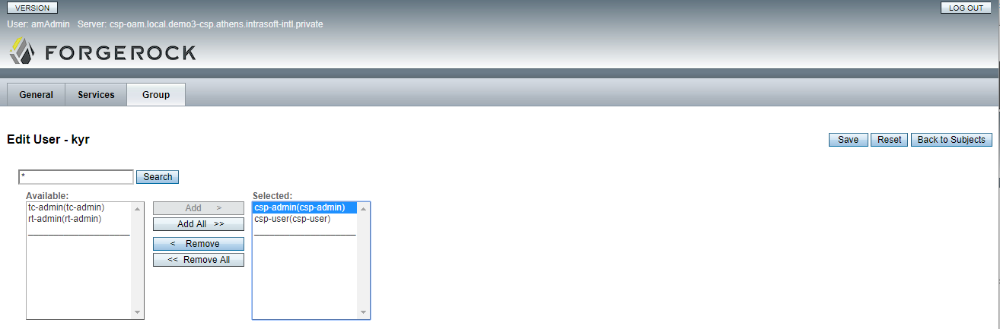 VERSION LOG OUT
User: amAdmin Server: csp-oam.local.demo3-csp.athens.intrasoft-intl.private
FORGEROCK
General Services Group
Edit User - kyr Save Reset Back to Subjects
* Search
Available: Selected:
tc-admin(tc-admin) Add > csp-admin(csp-admin)
rt-admin(rt-admin) Add All >> csp-user(csp-user)
< Remove
<< Remove All